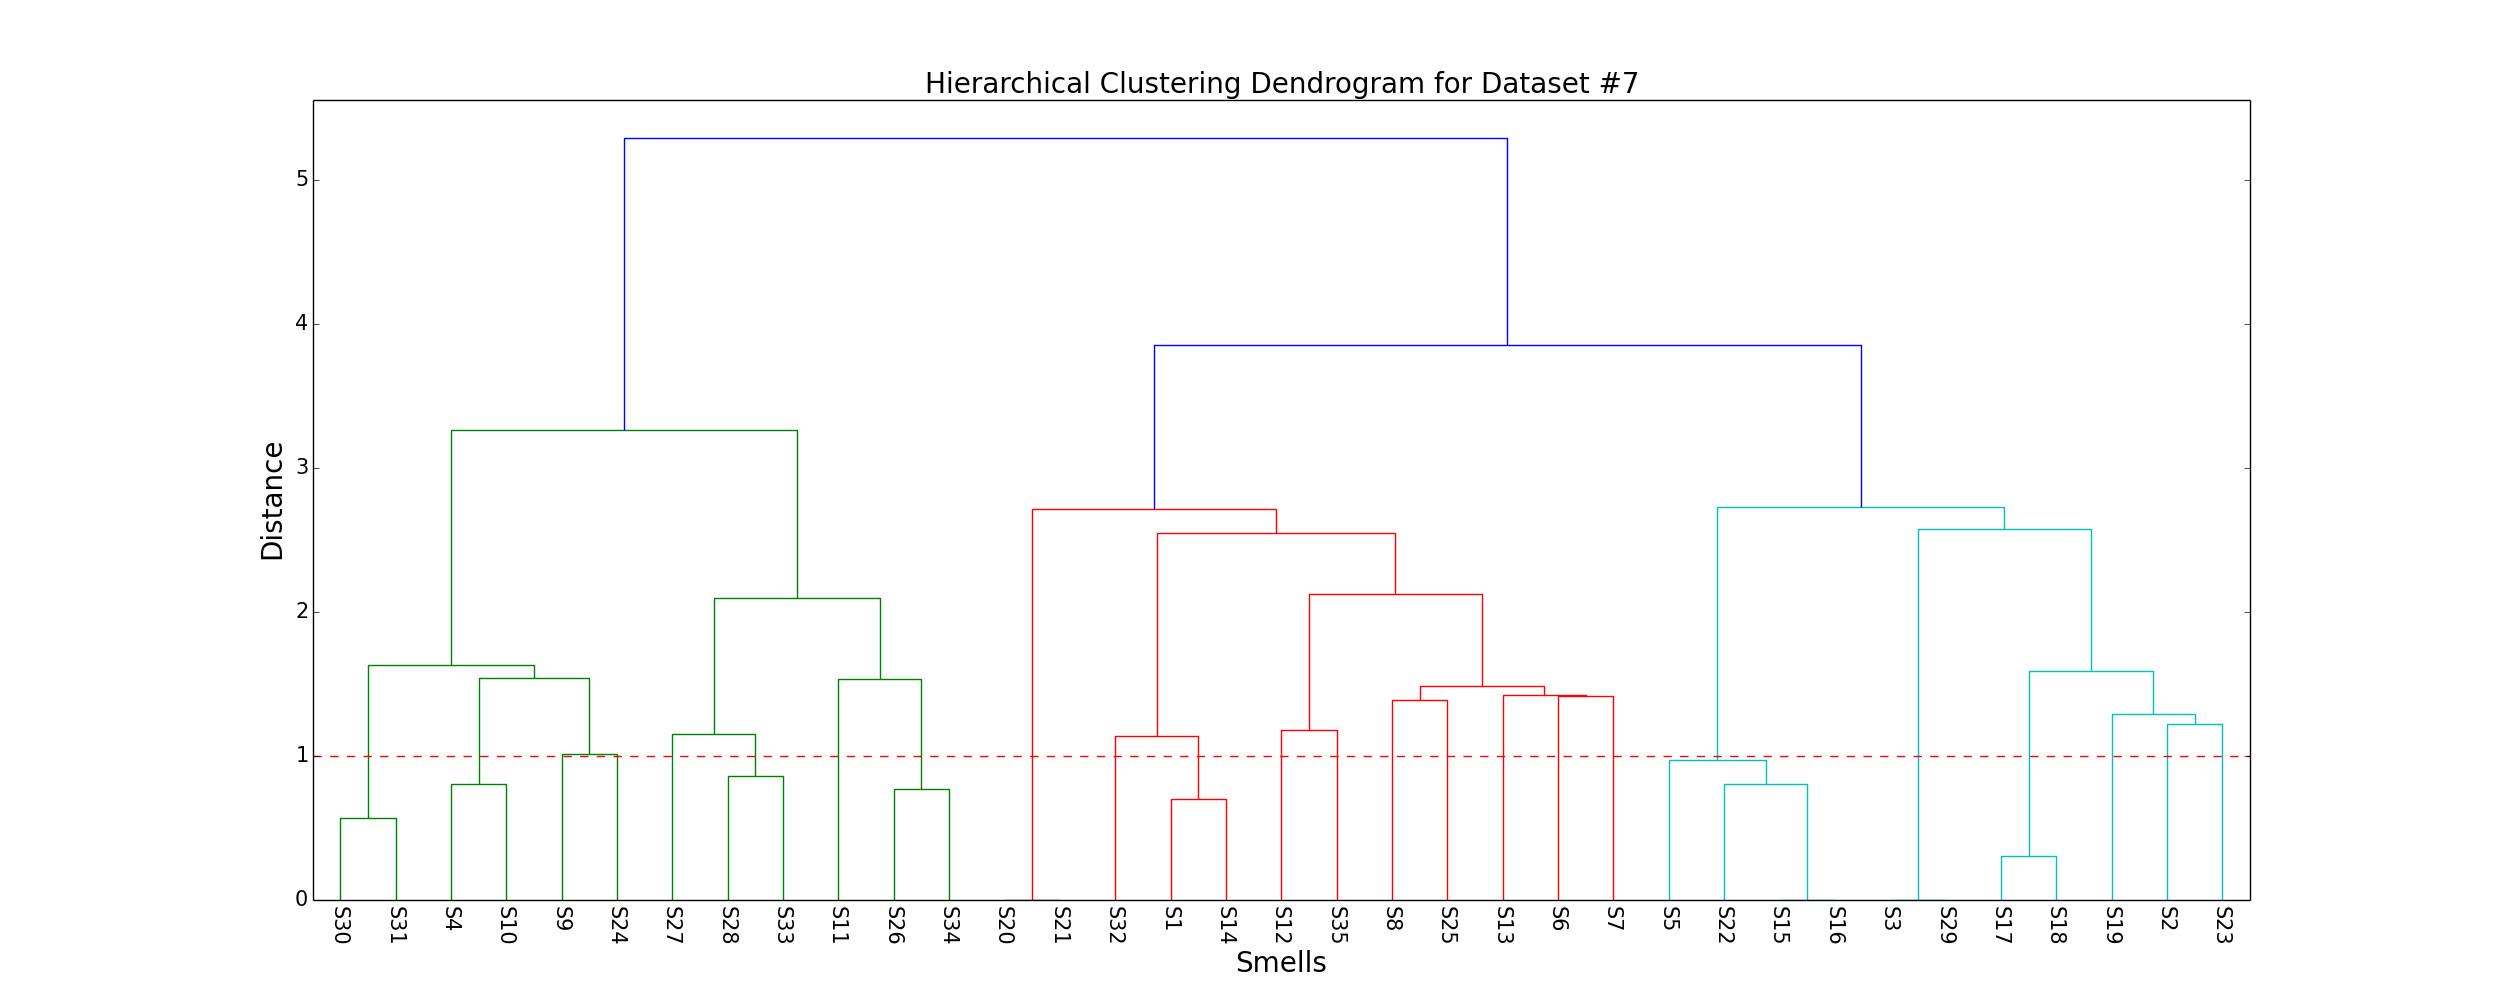 Hierarchical Clustering Dendrogram for Dataset #7
5
4
3
2
1
0
Distance
S30 S31 S4 S10 S9 S24 S27 S28 S33 S11 S26 S34 S20 S21 S32 S1 S14 S12 S35 S8 S25 S13 S6 S7 S5 S22 S15 S16 S3 S29 S17 S18 S19 S2 S23
Smells